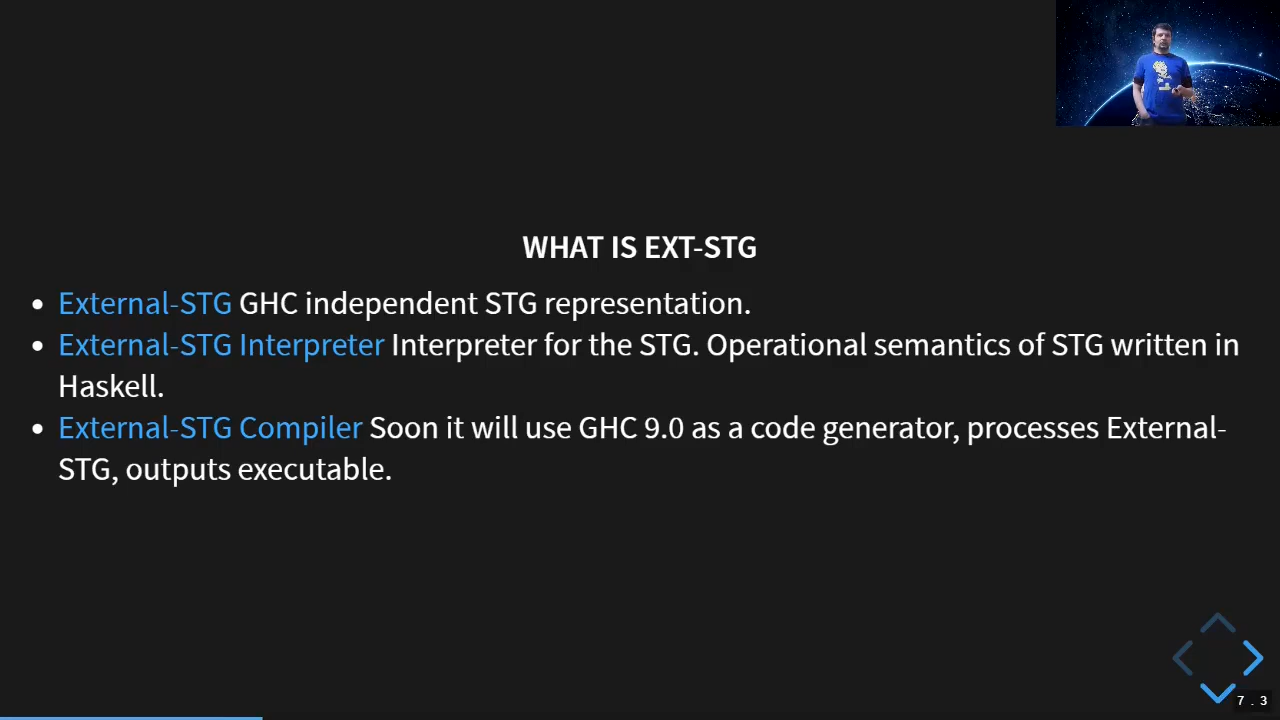 WHAT IS EXT-STG
• External-STG GHC independent STG representation.
• External-STG Interpreter Interpreter for the STG. Operational semantics of STG written in
Haskell.
• External-STG Compiler Soon it will use GHC 9.0 as a code generator, processes External-
STG, outputs executable.
7 . 3